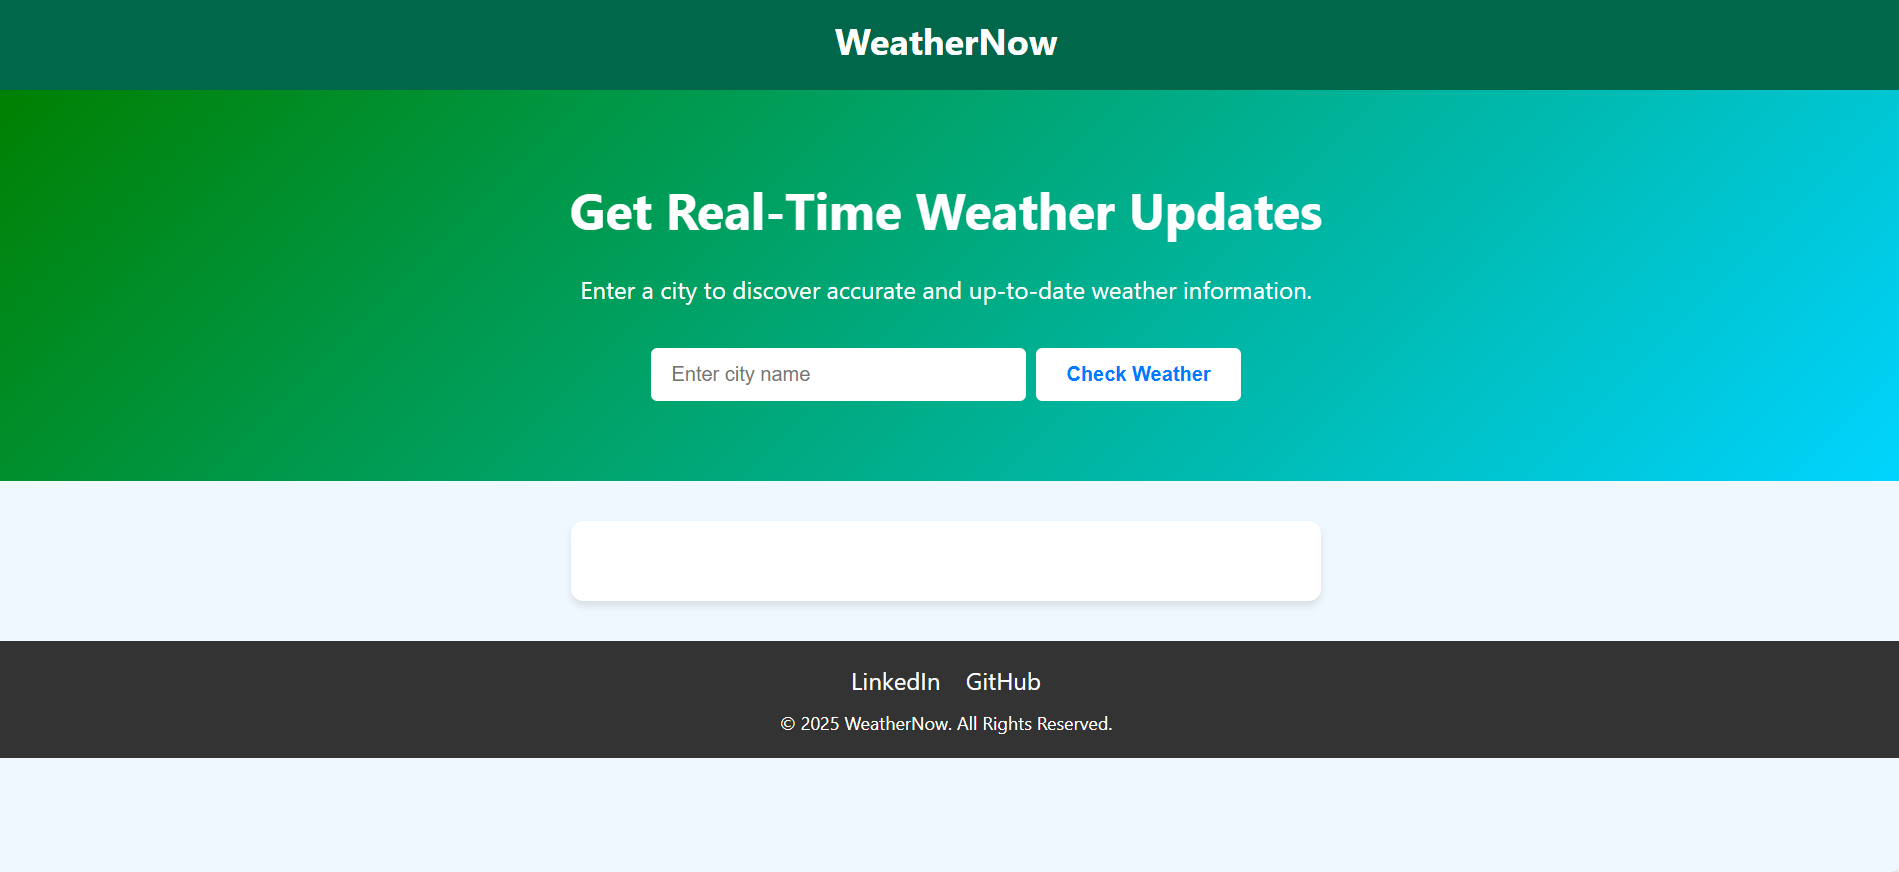 WeatherNow
Get Real-Time Weather Updates
Enter a city to discover accurate and up-to-date weather information.
Enter city name
Check Weather
LinkedIn GitHub
© 2025 WeatherNow. All Rights Reserved.